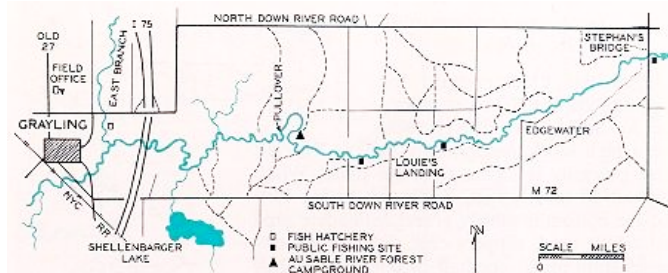 NORTH DOWN RIVER ROAD
STEPHAN'S
BRIDGE
I 75
OLD
27
FIELD
OFFICE
EAST BRANCH
PULLOVER
GRAYLING
EDGEWATER
LOUIE'S
LANDING
M 72
NYC
RR
SOUTH DOWN RIVER ROAD
SHELLENBARGER
LAKE
FISH HATCHERY
PUBLIC FISHING SITE
AU SABLE RIVER FOREST
CAMPGROUND
N
SCALE MILES
0 1